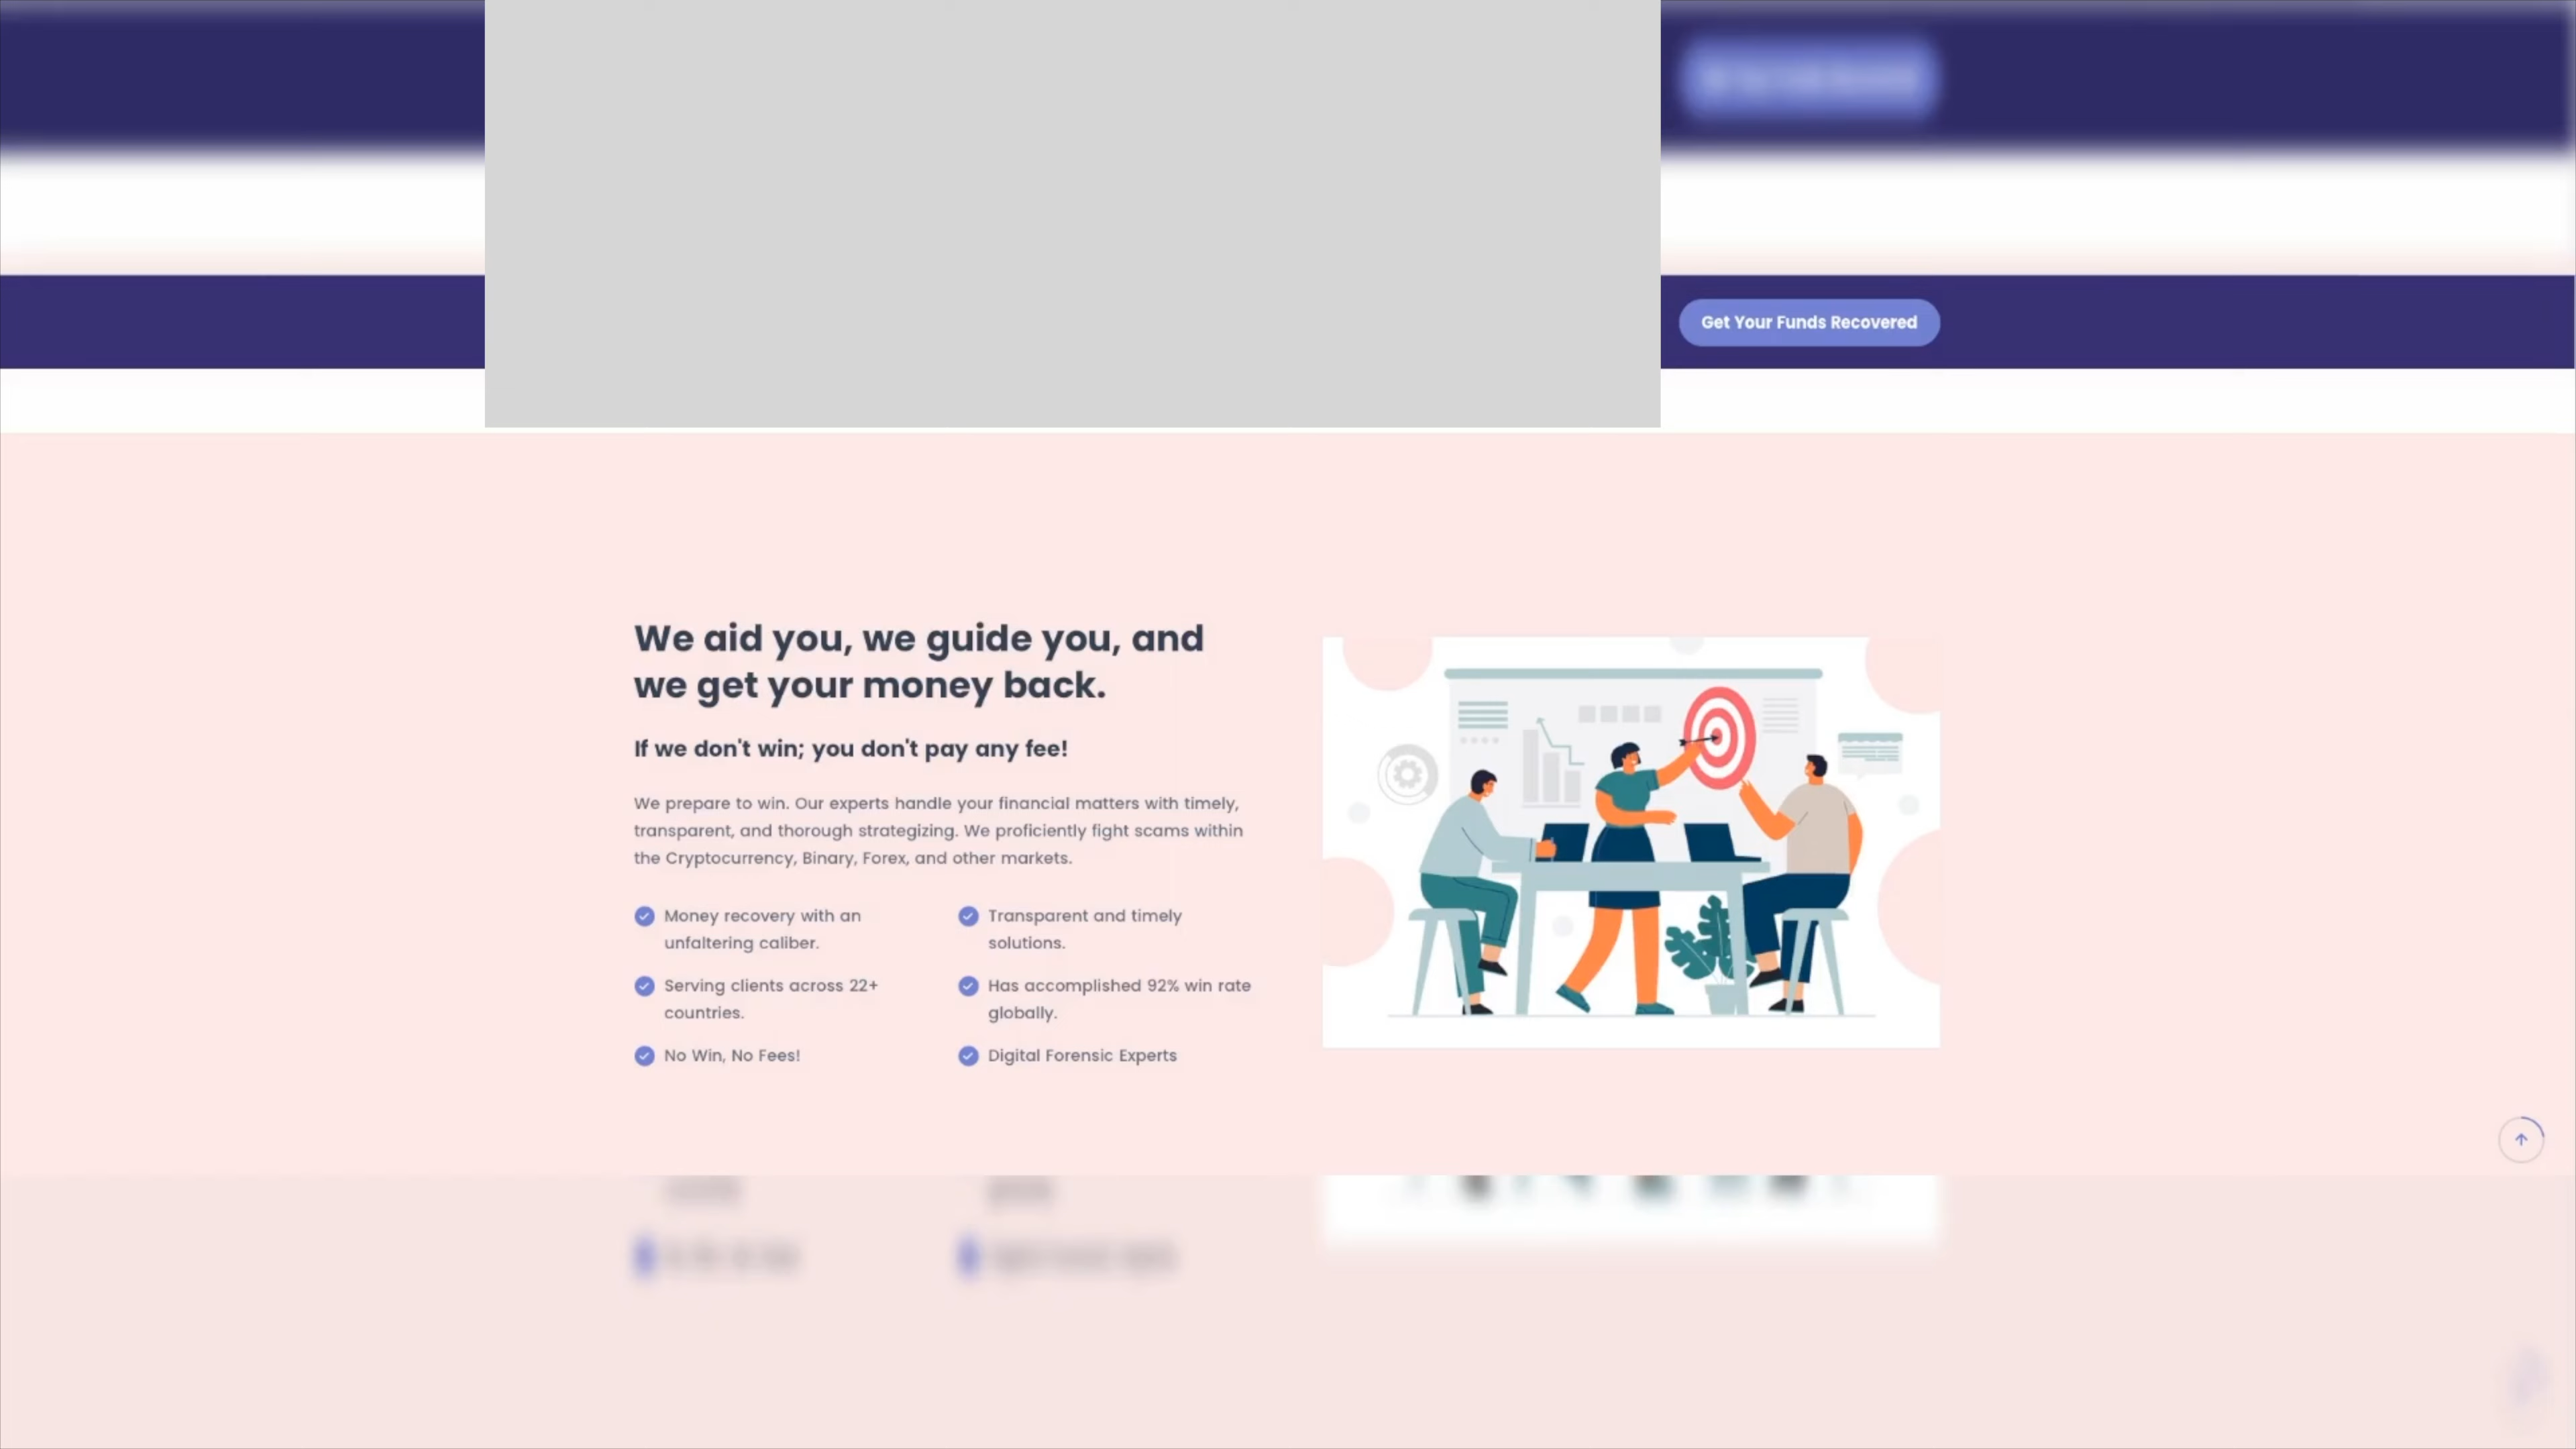 Get Your Funds Recovered
We aid you, we guide you, and
we get your money back.
If we don't win; you don't pay any fee!
We prepare to win. Our experts handle your financial matters with timely,
transparent, and thorough strategizing. We proficiently fight scams within
the Cryptocurrency, Binary, Forex, and other markets.
Money recovery with an
unfaltering caliber.
Transparent and timely
solutions.
Serving clients across 22+
countries.
Has accomplished 92% win rate
globally.
No Win, No Fees!
Digital Forensic Experts